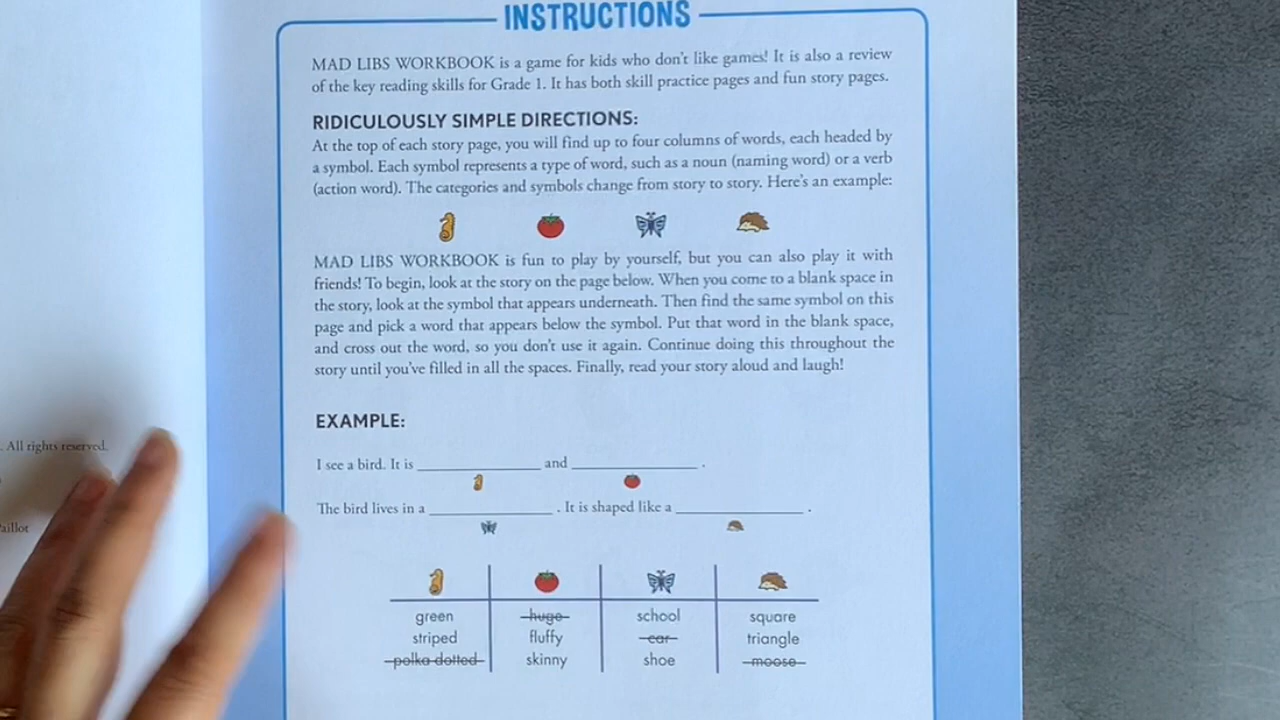 INSTRUCTIONS
MAD LIBS WORKBOOK is a game for kids who don't like games! It is also a review
of the key reading skills for Grade 1. It has both skill practice pages and fun story pages.
RIDICULOUSLY SIMPLE DIRECTIONS:
At the top of each story page, you will find up to four columns of words, each headed by
a symbol. Each symbol represents a type of word, such as a noun (naming word) or a verb
(action word). The categories and symbols change from story to story. Here's an example:
MAD LIBS WORKBOOK is fun to play by yourself, but you can also play it with
friends! To begin, look at the story on the page below. When you come to a blank space in
the story, look at the symbol that appears underneath. Then find the same symbol on this
page and pick a word that appears below the symbol. Put that word in the blank space,
and cross out the word, so you don't use it again. Continue doing this throughout the
story until you've filled in all the spaces. Finally, read your story aloud and laugh!
. All rights reserved.
EXAMPLE:
I see a bird. It is ____________ and ____________ .
The bird lives in a ____________ . It is shaped like a ____________ .
green huge school square
striped fluffy car triangle
polka-dotted skinny shoe moose